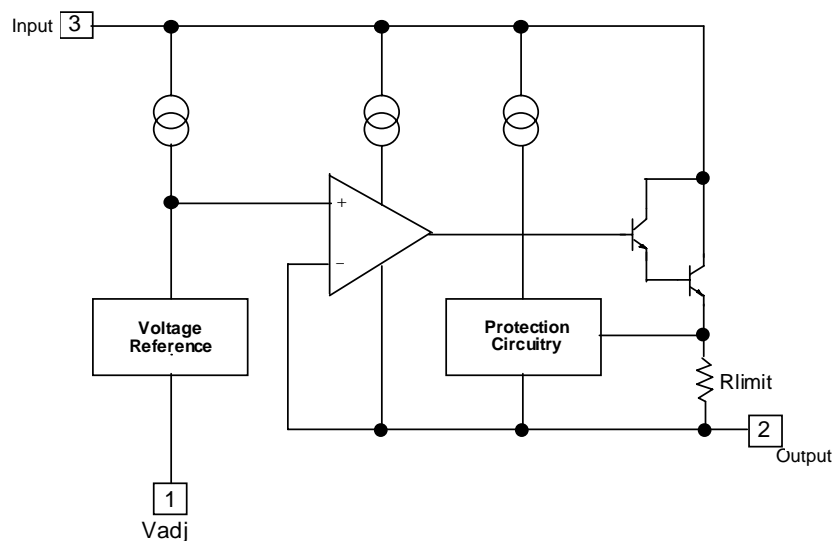 Input 3
+
−
Voltage
Reference
Protection
Circuitry
Rlimit
2
Output
1
Vadj